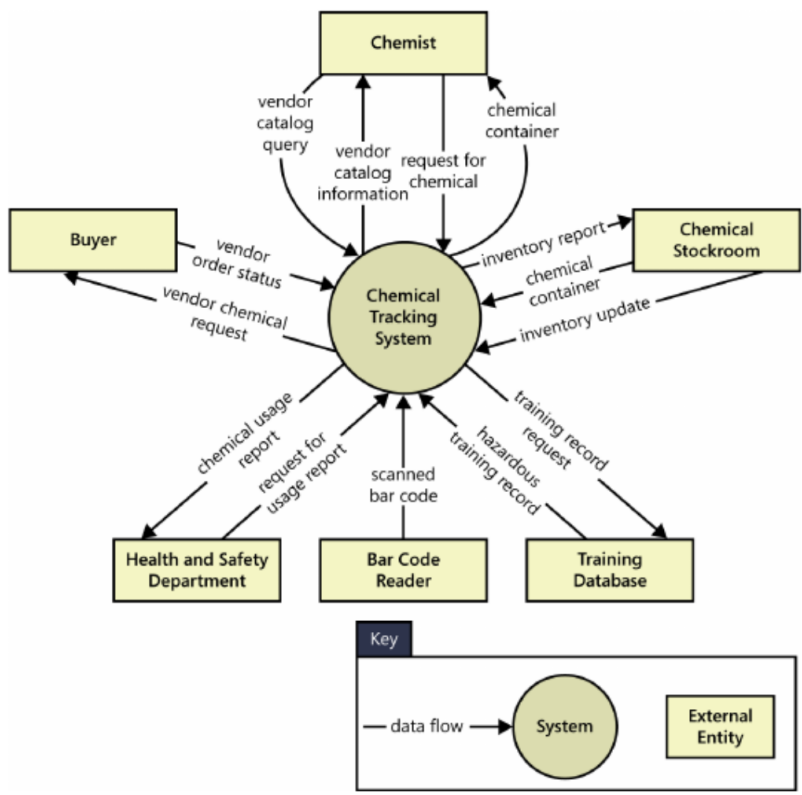 Chemist
vendor
catalog
query
vendor
catalog
information
request for
chemical
chemical
container
Buyer
vendor
order status
vendor chemical
request
Chemical
Tracking
System
inventory report
chemical
container
inventory update
Chemical
Stockroom
chemical usage
report
request for
usage report
scanned
bar code
hazardous
training record
training record
request
Health and Safety
Department
Bar Code
Reader
Training
Database
Key
data flow
System
External
Entity